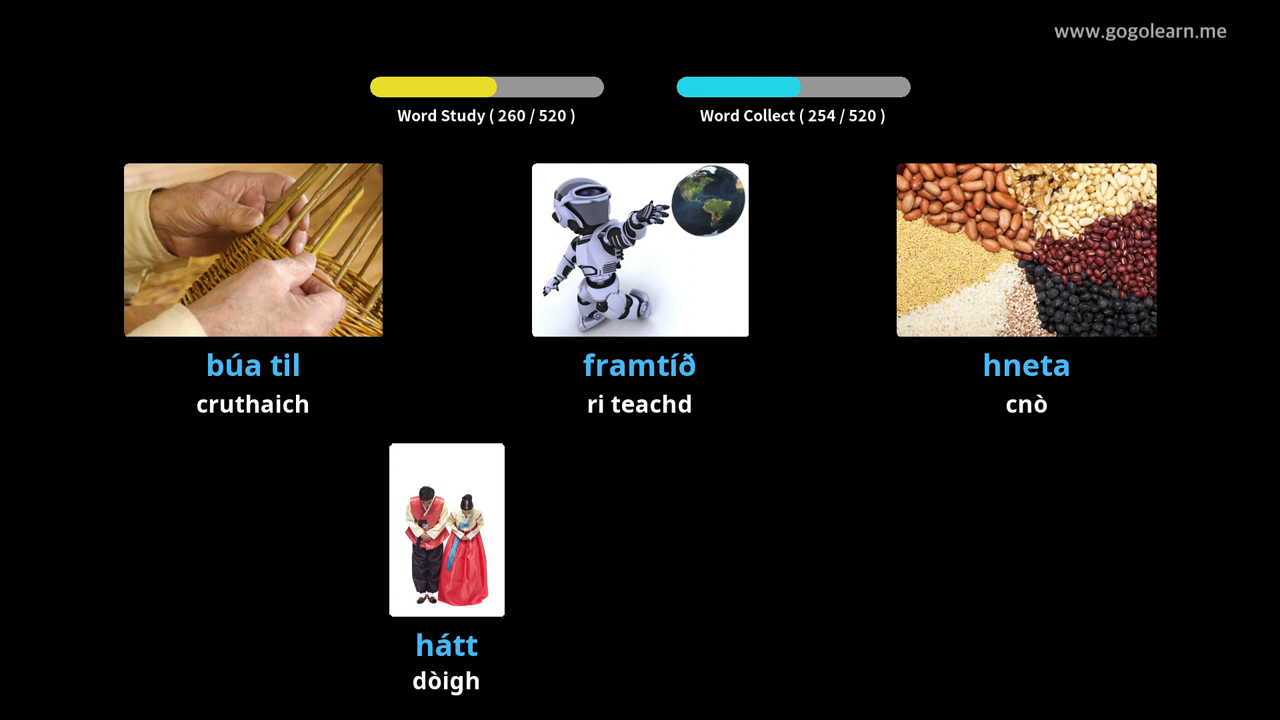 www.gogolearn.me
Word Study ( 260 / 520 )
Word Collect ( 254 / 520 )
búa til
framtíð
hneta
cruthaich
ri teachd
cnò
hátt
dòigh